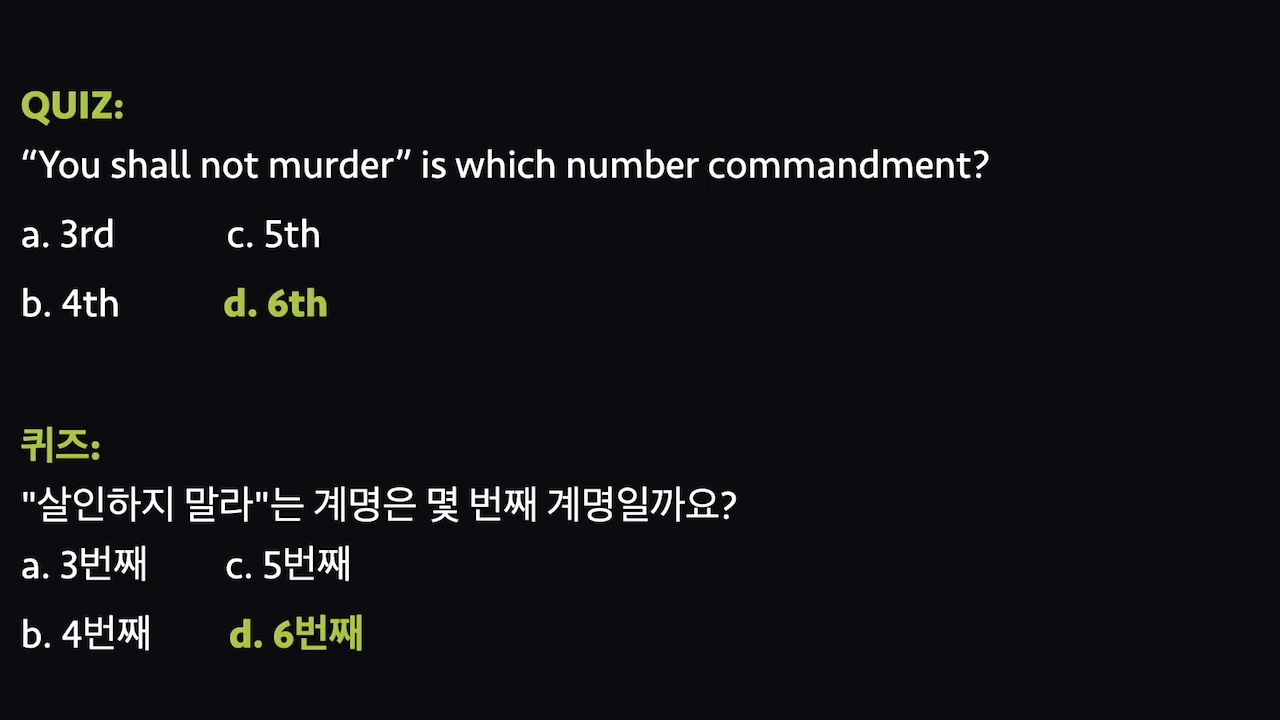 QUIZ:
“You shall not murder” is which number commandment?
a. 3rd c. 5th
b. 4th d. 6th
퀴즈:
"살인하지 말라"는 계명은 몇 번째 계명일까요?
a. 3번째 c. 5번째
b. 4번째 d. 6번째